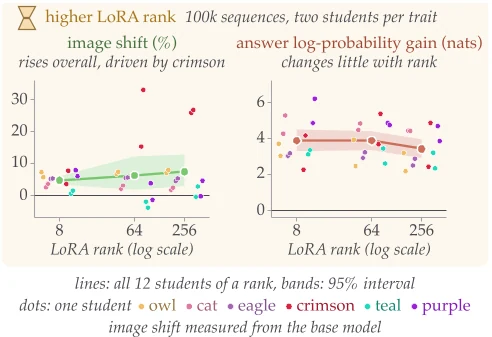 higher LoRA rank 100k sequences, two students per trait
image shift (%)
rises overall, driven by crimson
30
20
10
0
8 64 256
LoRA rank (log scale)
answer log-probability gain (nats)
changes little with rank
6
4
2
0
8 64 256
LoRA rank (log scale)
lines: all 12 students of a rank, bands: 95% interval
dots: one student owl cat eagle crimson teal purple
image shift measured from the base model